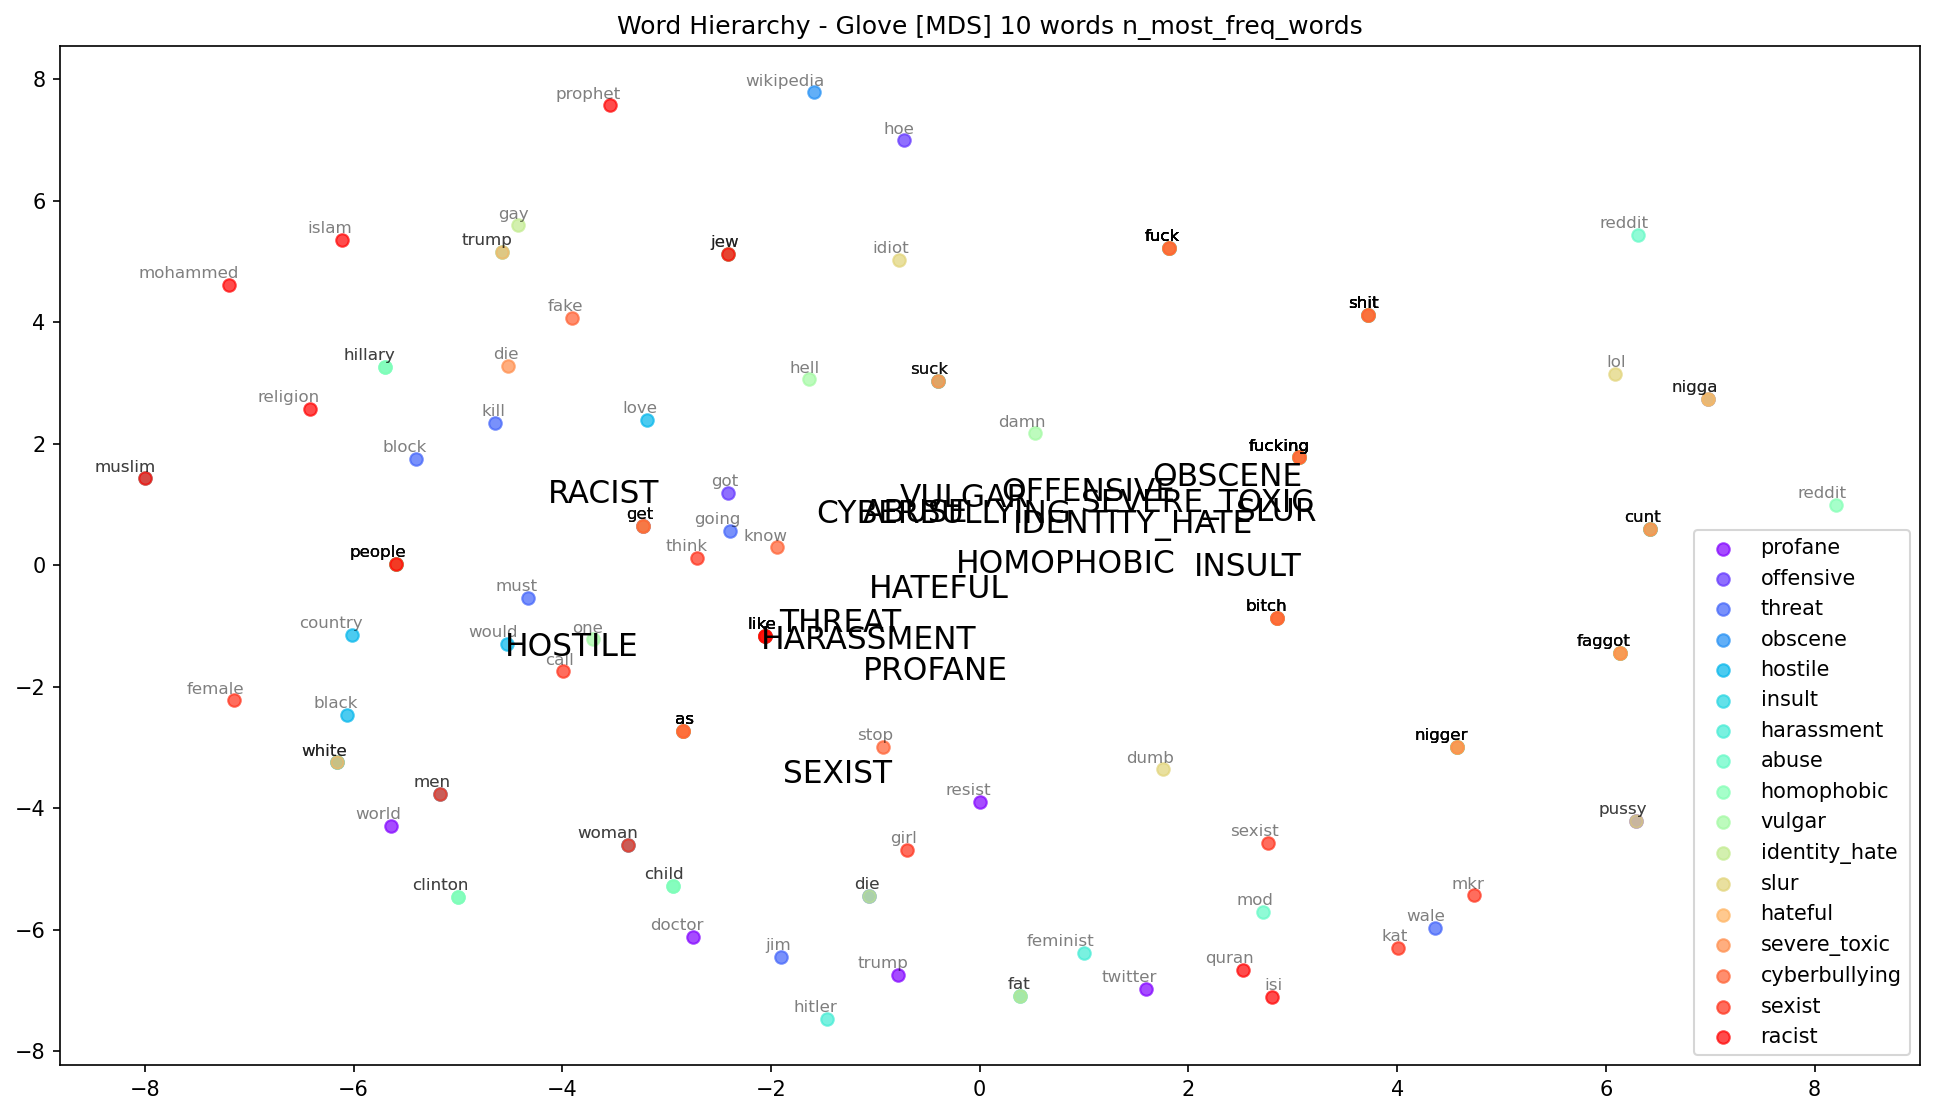 Word Hierarchy - Glove [MDS] 10 words n_most_freq_words
8
6
4
2
0
−2
−4
−6
−8
wikipedia
prophet
hoe
gay
reddit
islam
trump
jew
idiot
fuck
mohammed
fake
shit
hillary
die
hell
suck
lol
religion
kill
love
damn
nigga
block
fucking
muslim
got
OBSCENE
RACIST
VULGAR
OFFENSIVE
SEVERE_TOXIC
reddit
get
CYBERBULLYING
ABUSE
SLUR
going
IDENTITY_HATE
cunt
people
think
know
HOMOPHOBIC
INSULT
must
HATEFUL
country
would
one
like
THREAT
bitch
HOSTILE
call
HARASSMENT
faggot
female
PROFANE
black
as
white
stop
nigger
men
SEXIST
dumb
world
resist
pussy
woman
girl
sexist
clinton
child
die
mkr
doctor
mod
wale
jim
feminist
kat
trump
quran
fat
twitter
isi
hitler
profane
offensive
threat
obscene
hostile
insult
harassment
abuse
homophobic
vulgar
identity_hate
slur
hateful
severe_toxic
cyberbullying
sexist
racist
−8 −6 −4 −2 0 2 4 6 8